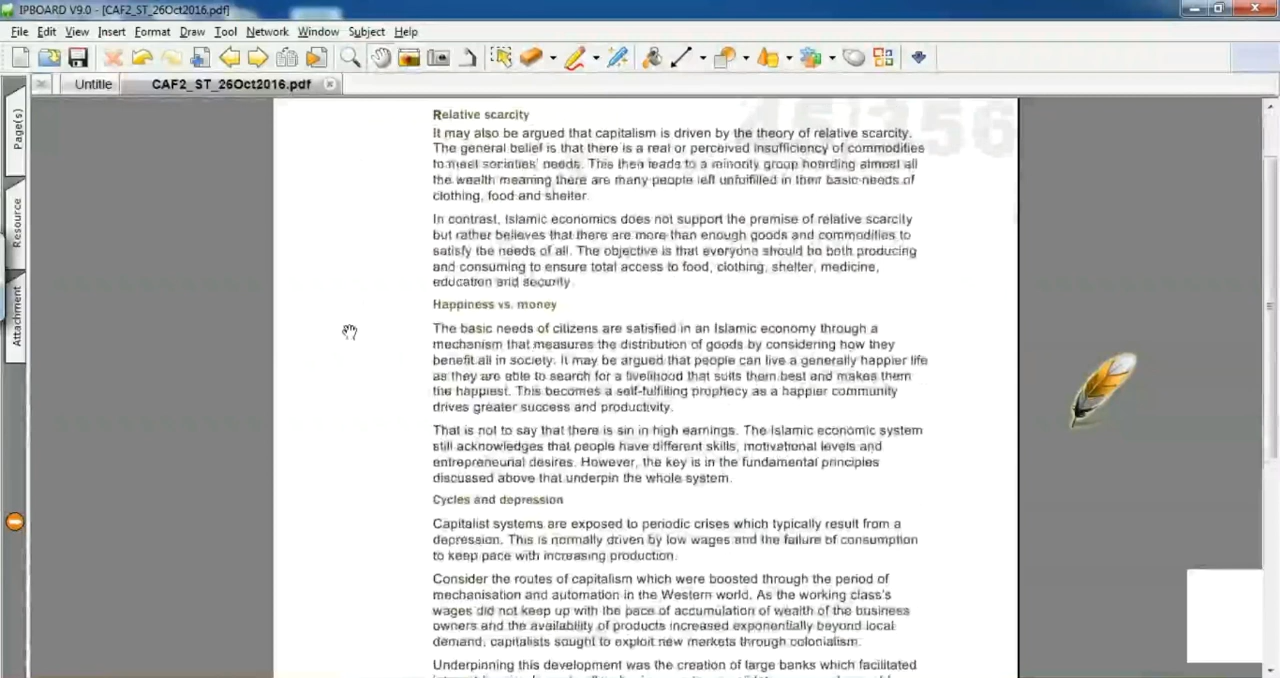 IPBOARD V9.0 - [CAF2_ST_26Oct2016.pdf]
File Edit View Insert Format Draw Tool Network Window Subject Help
Untitle CAF2_ST_26Oct2016.pdf
Page(s)
Resource
Attachment
45 356
Relative scarcity
It may also be argued that capitalism is driven by the theory of relative scarcity.
The general belief is that there is a real or perceived insufficiency of commodities
to meet societies' needs. This then leads to a minority group hoarding almost all
the wealth meaning there are many people left unfulfilled in their basic needs of
clothing, food and shelter.
In contrast, Islamic economics does not support the premise of relative scarcity
but rather believes that there are more than enough goods and commodities to
satisfy the needs of all. The objective is that everyone should be both producing
and consuming to ensure total access to food, clothing, shelter, medicine,
education and security
Happiness vs. money
The basic needs of citizens are satisfied in an Islamic economy through a
mechanism that measures the distribution of goods by considering how they
benefit all in society. It may be argued that people can live a generally happier life
as they are able to search for a livelihood that suits them best and makes them
the happiest. This becomes a self-fulfilling prophecy as a happier community
drives greater success and productivity.
That is not to say that there is sin in high earnings. The Islamic economic system
still acknowledges that people have different skills, motivational levels and
entrepreneurial desires. However, the key is in the fundamental principles
discussed above that underpin the whole system.
Cycles and depression
Capitalist systems are exposed to periodic crises which typically result from a
depression. This is normally driven by low wages and the failure of consumption
to keep pace with increasing production.
Consider the routes of capitalism which were boosted through the period of
mechanisation and automation in the Western world. As the working class's
wages did not keep up with the pace of accumulation of wealth of the business
owners and the availability of products increased exponentially beyond local
demand, capitalists sought to exploit new markets through colonialism.
Underpinning this development was the creation of large banks which facilitated